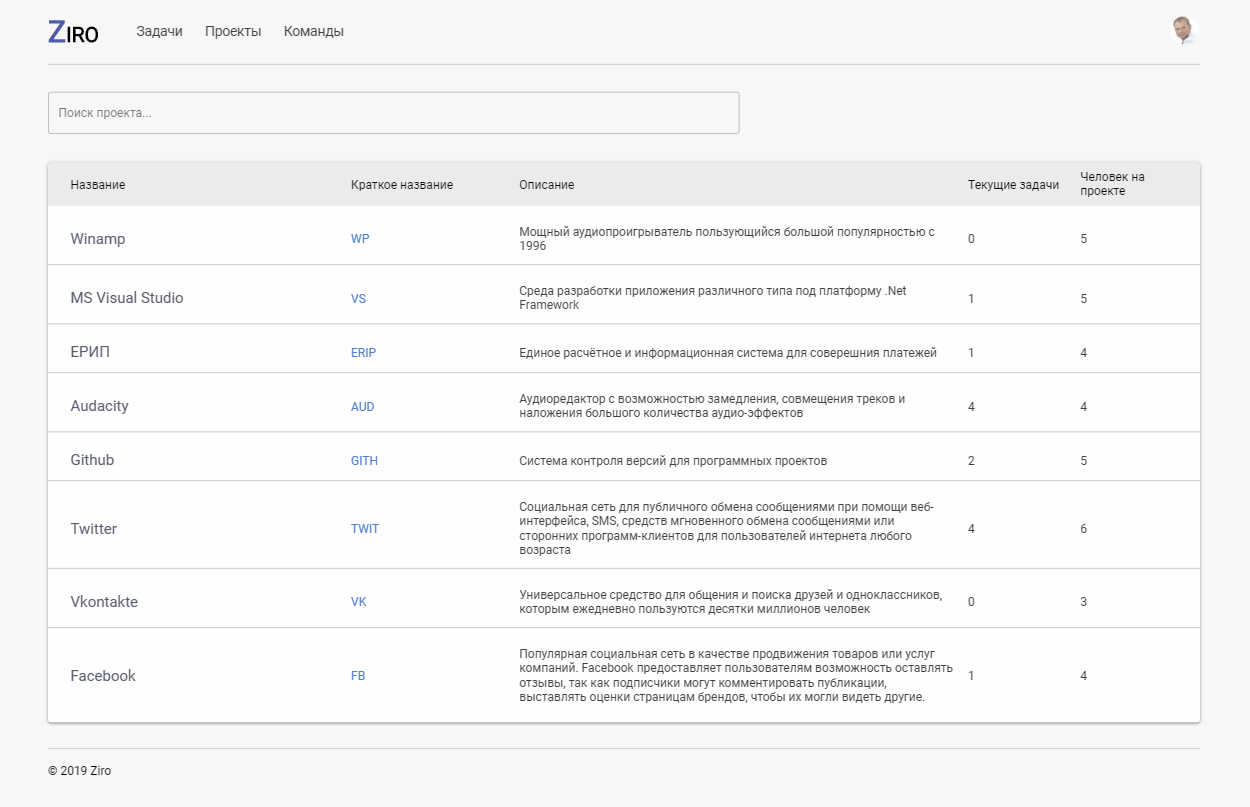 Ziro
Задачи Проекты Команды
Поиск проекта...
Название Краткое название Описание Текущие задачи Человек на
проекте
Winamp WP Мощный аудиопроигрыватель пользующийся большой популярностью с
1996 0 5
MS Visual Studio VS Среда разработки приложения различного типа под платформу .Net
Framework 1 5
ЕРИП ERIP Единое расчётное и информационная система для соверешния платежей 1 4
Audacity AUD Аудиоредактор с возможностью замедления, совмещения треков и
наложения большого количества аудио-эффектов 4 4
Github GITH Система контроля версий для программных проектов 2 5
Twitter TWIT Социальная сеть для публичного обмена сообщениями при помощи веб-
интерфейса, SMS, средств мгновенного обмена сообщениями или
сторонних программ-клиентов для пользователей интернета любого
возраста 4 6
Vkontakte VK Универсальное средство для общения и поиска друзей и одноклассников,
которым ежедневно пользуются десятки миллионов человек 0 3
Facebook FB Популярная социальная сеть в качестве продвижения товаров или услуг
компаний. Facebook предоставляет пользователям возможность оставлять
отзывы, так как подписчики могут комментировать публикации,
выставлять оценки страницам брендов, чтобы их могли видеть другие. 1 4
© 2019 Ziro